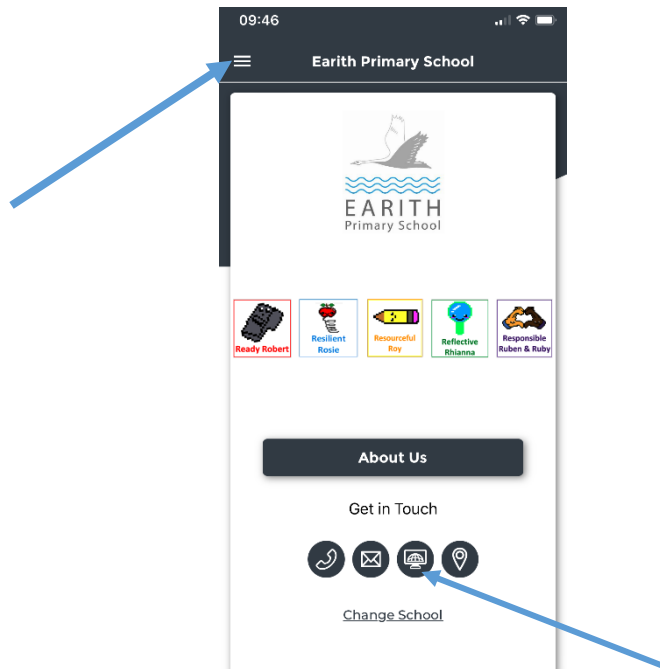 09:46
Earith Primary School
EARITH
Primary School
Ready Robert
Resilient
Rosie
Resourceful
Roy
Reflective
Rhianna
Responsible
Ruben & Ruby
About Us
Get in Touch
Change School